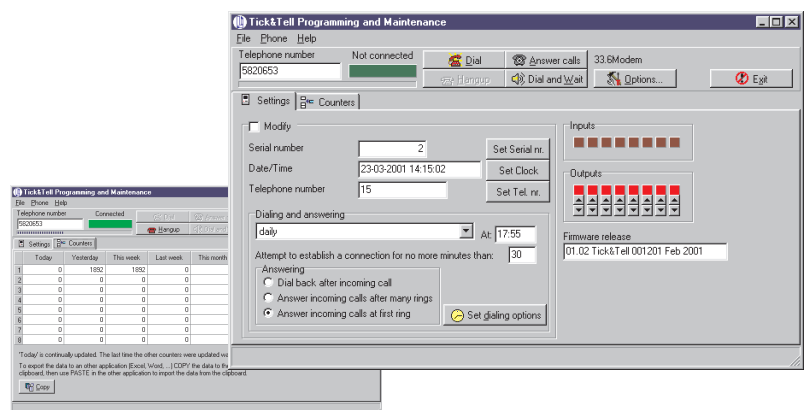 Tick&Tell Programming and Maintenance
File Phone Help
Telephone number
Not connected
5820653
Dial
Answer calls
33.6Modem
Hangup
Dial and Wait
Options...
Exit
Settings
Counters
Modify
Serial number
2
Set Serial nr.
Date/Time
23-03-2001 14:15:02
Set Clock
Telephone number
15
Set Tel. nr.
Dialing and answering
daily
At:
17:55
Attempt to establish a connection for no more minutes than:
30
Answering
Dial back after incoming call
Answer incoming calls after many rings
Answer incoming calls at first ring
Set dialing options
Inputs
Outputs
Firmware release
01.02 Tick&Tell 001201 Feb 2001
Tick&Tell Programming and Maintenance
File Phone Help
Telephone number
Connected
5820653
Dial
Answer
Hangup
Dial and
Settings
Counters
Today Yesterday This week Last week This month
1 0 1892 1892 0
2 0 0 0 0
3 0 0 0 0
4 0 0 0 0
5 0 0 0 0
6 0 0 0 0
7 0 0 0 0
8 0 0 0 0
'Today' is continually updated. The last time the other counters were updated wa
To export the data to an other application (Excel, Word, ...) COPY the data to th
clipboard, then use PASTE in the other application to import the data from the clipboard.
Copy